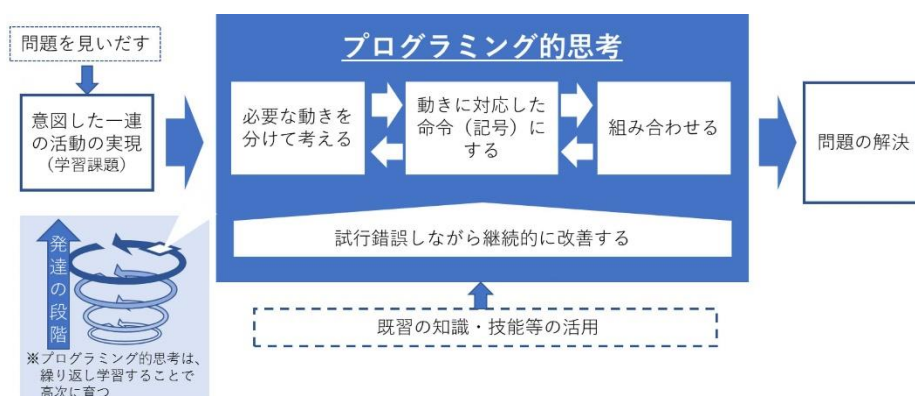 問題を見いだす
意図した一連
の活動の実現
(学習課題)
プログラミング的思考
必要な動きを
分けて考える
動きに対応した
命令（記号）に
する
組み合わせる
試行錯誤しながら継続的に改善する
既習の知識・技能等の活用
問題の解決
発達の段階
※プログラミング的思考は、
繰り返し学習することで
高次に育つ